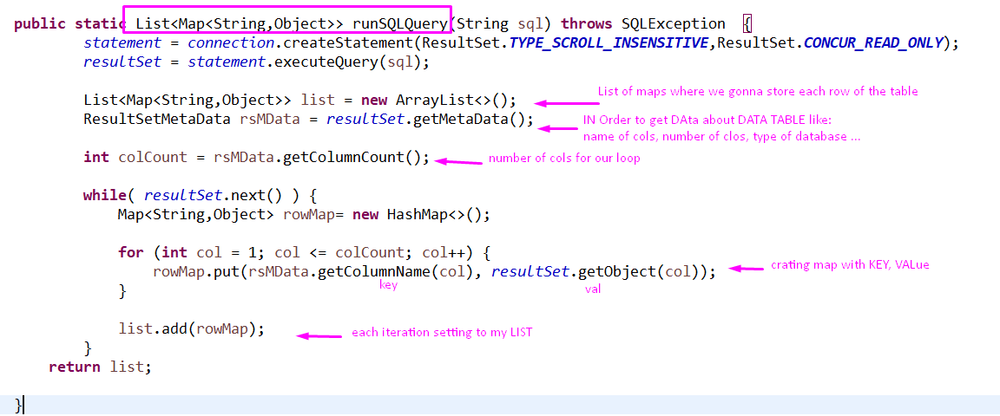 public static List<Map<String,Object>> runSQLQuery(String sql) throws SQLException {
statement = connection.createStatement(ResultSet.TYPE_SCROLL_INSENSITIVE,ResultSet.CONCUR_READ_ONLY);
resultSet = statement.executeQuery(sql);
List<Map<String,Object>> list = new ArrayList<>(); List of maps where we gonna store each row of the table
ResultSetMetaData rsMData = resultSet.getMetaData(); IN Order to get DAta about DATA TABLE like:
name of cols, number of clos, type of database ...
int colCount = rsMData.getColumnCount(); number of cols for our loop
while( resultSet.next() ) {
Map<String,Object> rowMap= new HashMap<>();
for (int col = 1; col <= colCount; col++) {
rowMap.put(rsMData.getColumnName(col), resultSet.getObject(col)); crating map with KEY, VALue
key val
}
list.add(rowMap); each iteration setting to my LIST
}
return list;
}